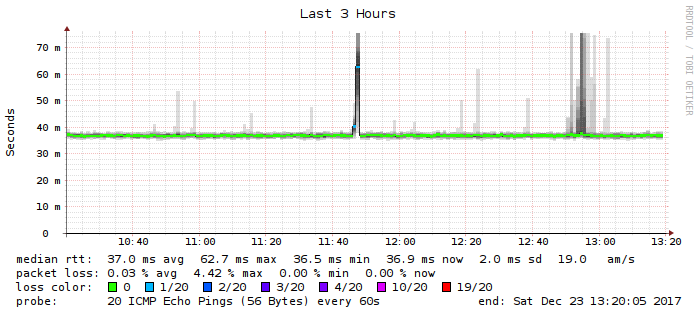 Last 3 Hours
RRDTOOL / TOBI OETIKER
Seconds
70 m
60 m
50 m
40 m
30 m
20 m
10 m
0
10:40 11:00 11:20 11:40 12:00 12:20 12:40 13:00 13:20
median rtt: 37.0 ms avg 62.7 ms max 36.5 ms min 36.9 ms now 2.0 ms sd 19.0 am/s
packet loss: 0.03 % avg 4.42 % max 0.00 % min 0.00 % now
loss color: 0 1/20 2/20 3/20 4/20 10/20 19/20
probe: 20 ICMP Echo Pings (56 Bytes) every 60s end: Sat Dec 23 13:20:05 2017